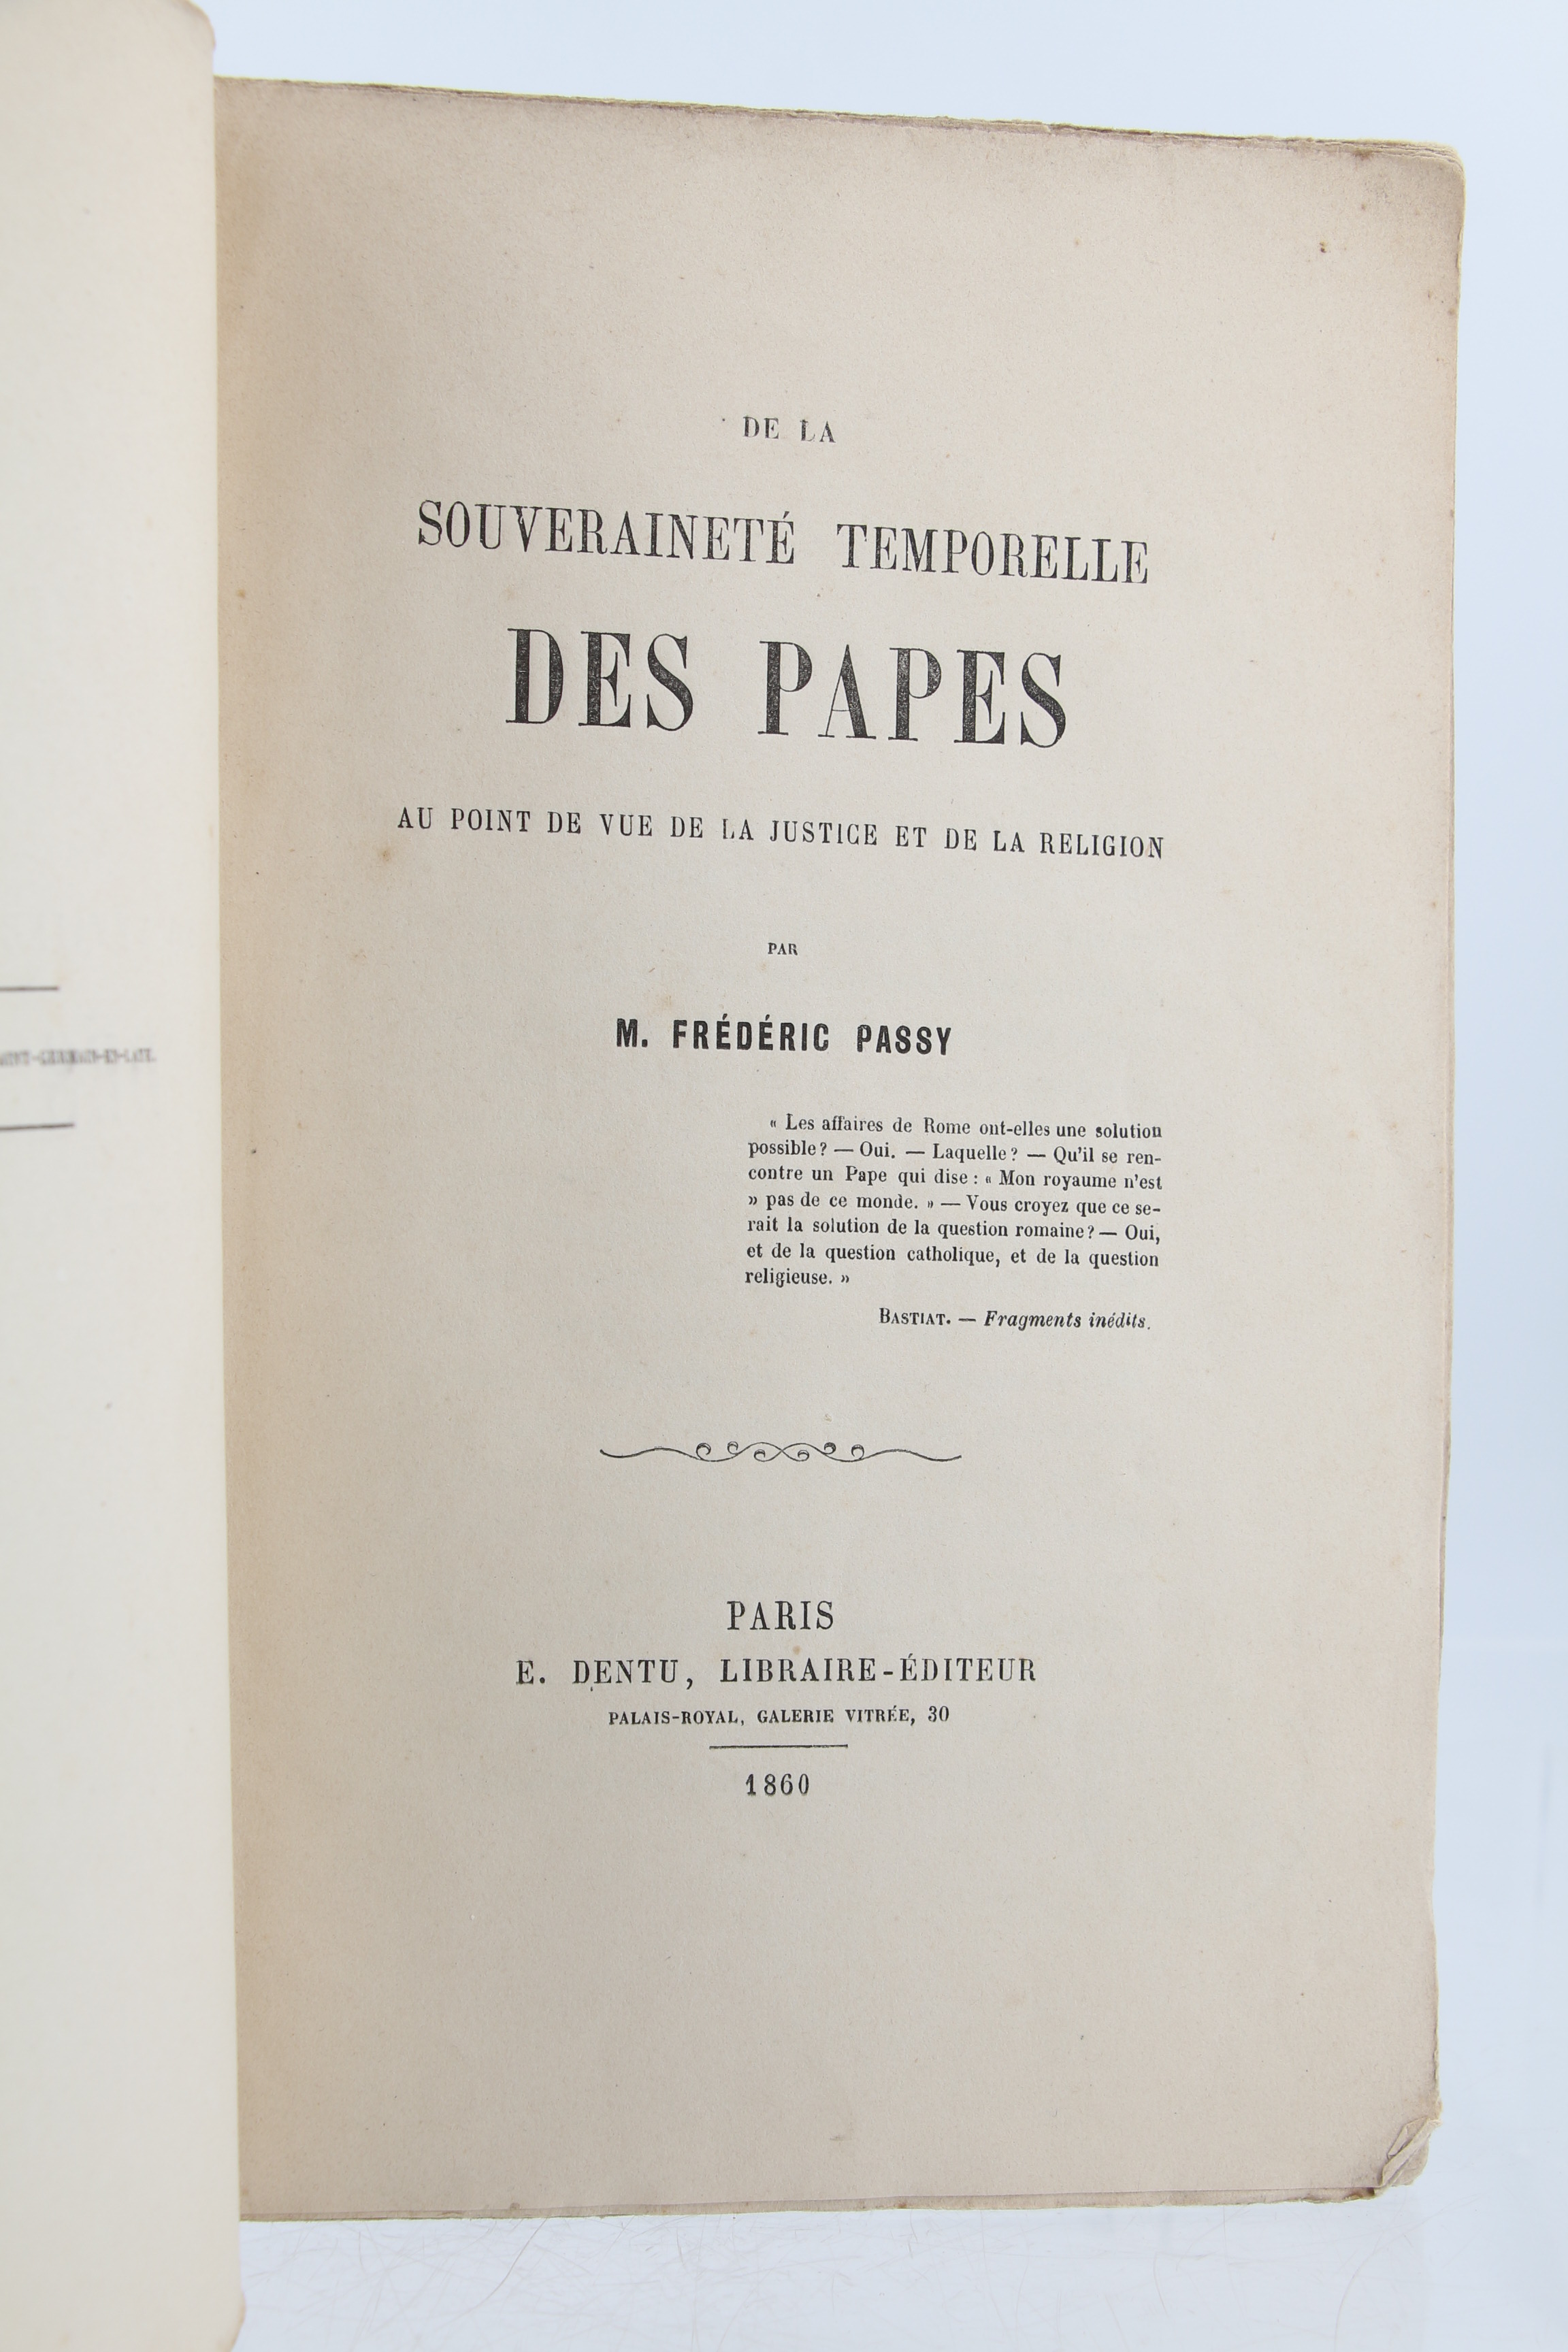 DE LA
SOUVERAINETÉ TEMPORELLE
DES PAPES
AU POINT DE VUE DE LA JUSTICE ET DE LA RELIGION
PAR
M. FRÉDÉRIC PASSY
« Les affaires de Rome ont-elles une solution
possible ? — Oui. — Laquelle ? — Qu'il se ren-
contre un Pape qui dise : « Mon royaume n'est
» pas de ce monde. » — Vous croyez que ce se-
rait la solution de la question romaine ? — Oui,
et de la question catholique, et de la question
religieuse. »
BASTIAT. — Fragments inédits.
PARIS
E. DENTU, LIBRAIRE-ÉDITEUR
PALAIS-ROYAL, GALERIE VITRÉE, 30
1860